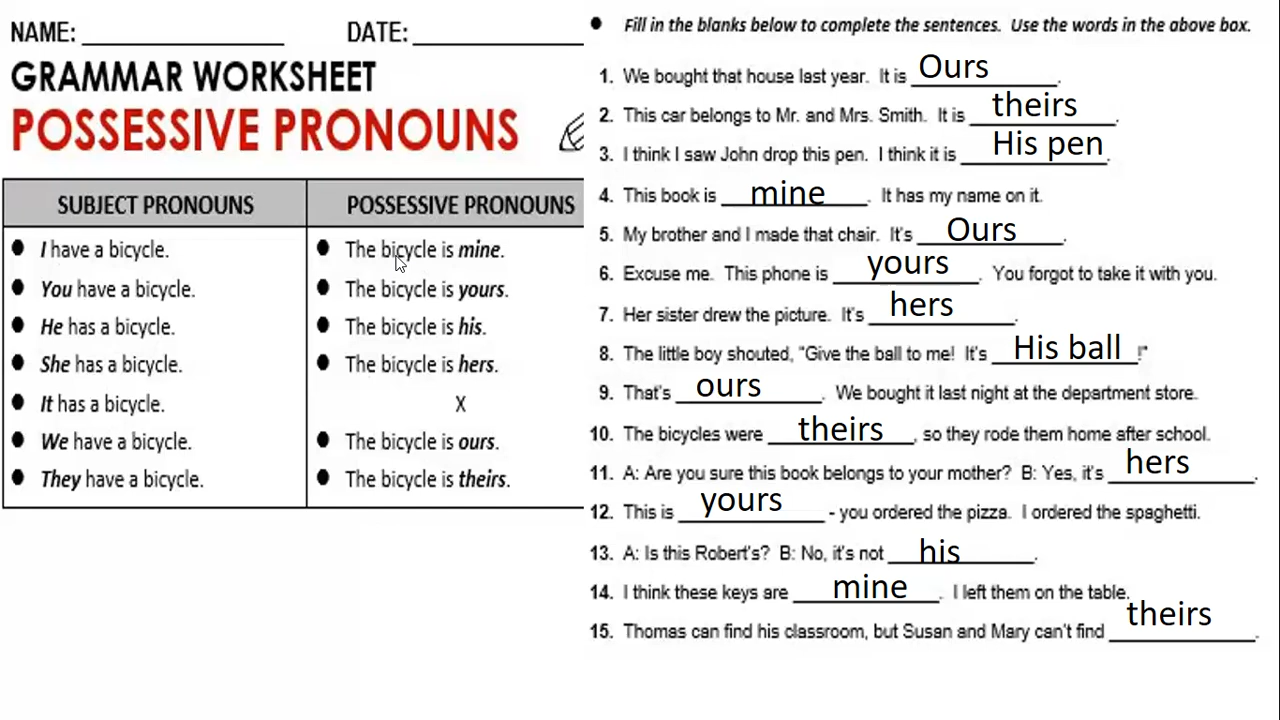 NAME: ________________ DATE: ________________
GRAMMAR WORKSHEET
POSSESSIVE PRONOUNS
SUBJECT PRONOUNS POSSESSIVE PRONOUNS
● I have a bicycle. ● The bicycle is mine.
● You have a bicycle. ● The bicycle is yours.
● He has a bicycle. ● The bicycle is his.
● She has a bicycle. ● The bicycle is hers.
● It has a bicycle. X
● We have a bicycle. ● The bicycle is ours.
● They have a bicycle. ● The bicycle is theirs.
● Fill in the blanks below to complete the sentences. Use the words in the above box.
1. We bought that house last year. It is Ours.
2. This car belongs to Mr. and Mrs. Smith. It is theirs.
3. I think I saw John drop this pen. I think it is His pen.
4. This book is mine. It has my name on it.
5. My brother and I made that chair. It's Ours.
6. Excuse me. This phone is yours. You forgot to take it with you.
7. Her sister drew the picture. It's hers.
8. The little boy shouted, "Give the ball to me! It's His ball!"
9. That's ours. We bought it last night at the department store.
10. The bicycles were theirs, so they rode them home after school.
11. A: Are you sure this book belongs to your mother? B: Yes, it's hers.
12. This is yours - you ordered the pizza. I ordered the spaghetti.
13. A: Is this Robert's? B: No, it's not his.
14. I think these keys are mine. I left them on the table.
15. Thomas can find his classroom, but Susan and Mary can't find theirs.